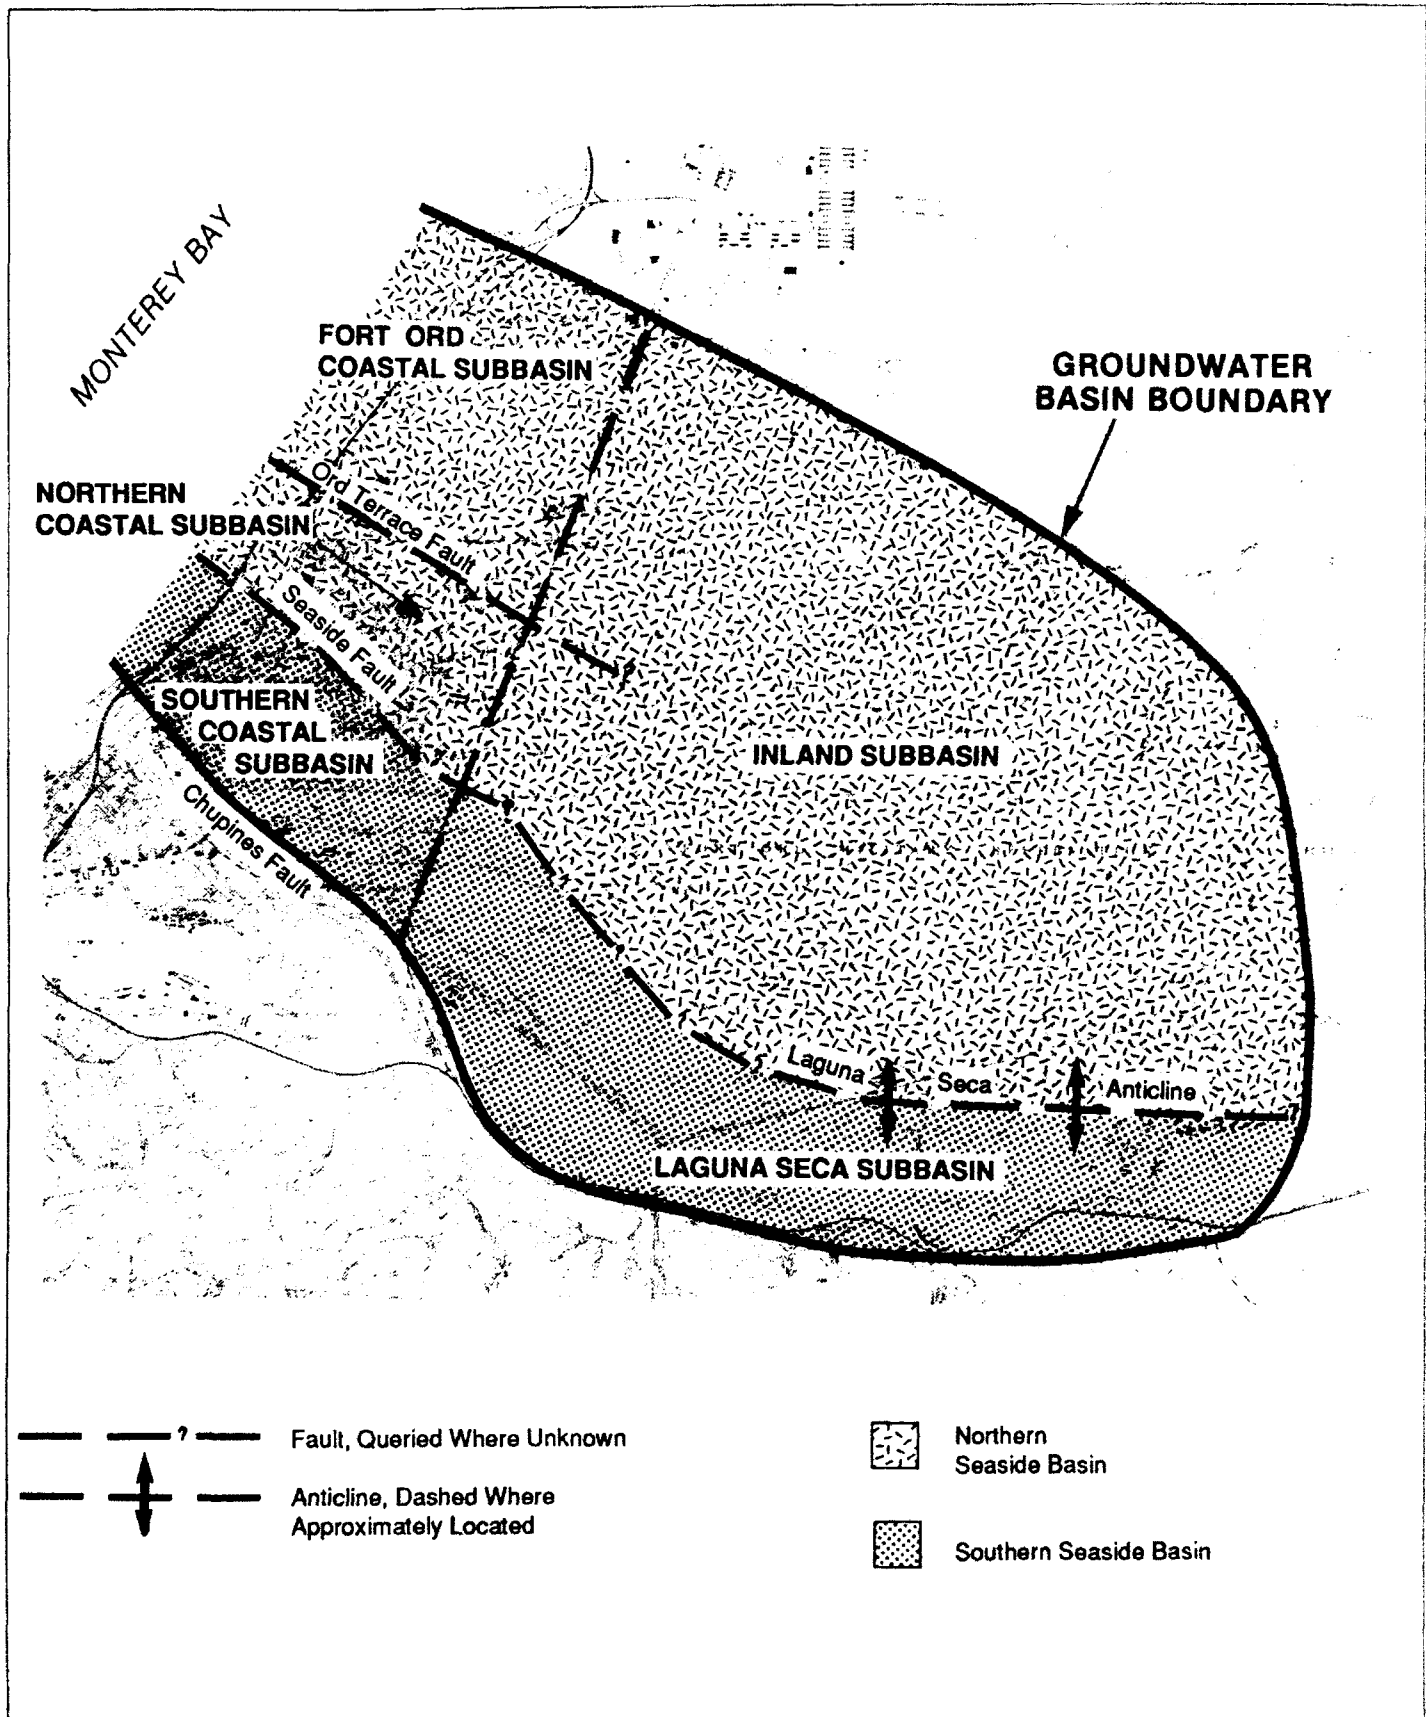 MONTEREY BAY
FORT ORD
COASTAL SUBBASIN
GROUNDWATER
BASIN BOUNDARY
NORTHERN
COASTAL SUBBASIN
Ord Terrace Fault
?
Seaside Fault
SOUTHERN
COASTAL
SUBBASIN
?
INLAND SUBBASIN
?
Chupines Fault
?
Laguna Seca Anticline
?
LAGUNA SECA SUBBASIN
?
Fault, Queried Where Unknown
Anticline, Dashed Where
Approximately Located
Northern
Seaside Basin
Southern Seaside Basin